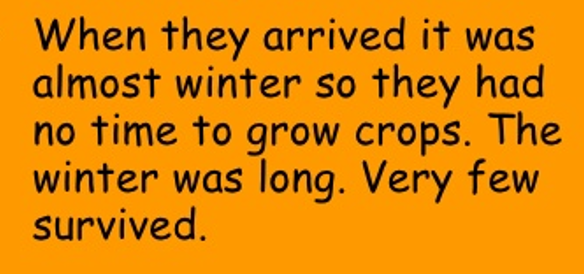 When they arrived it was
almost winter so they had
no time to grow crops. The
winter was long. Very few
survived.